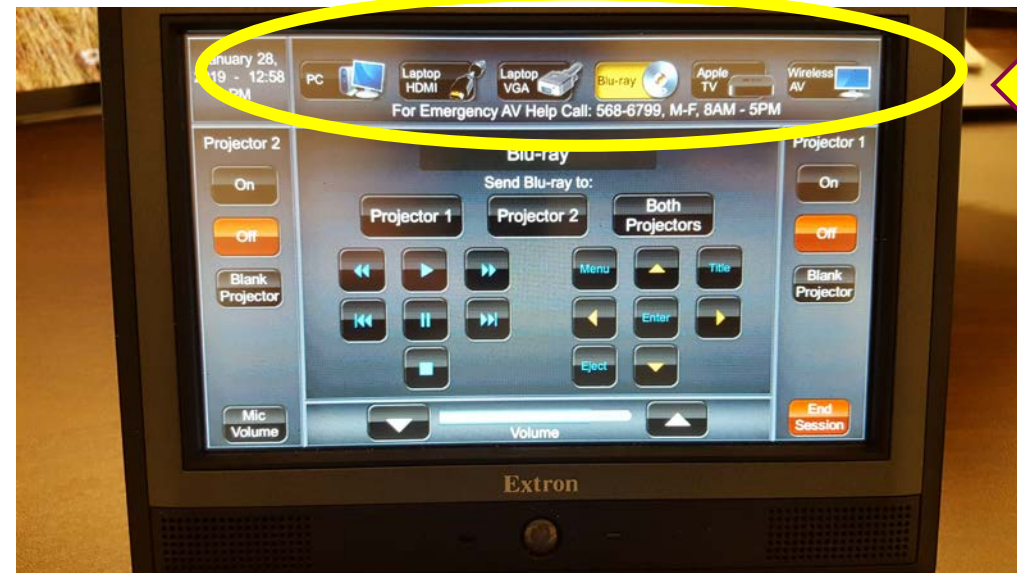 January 28,
2019 - 12:58
PM
PC
Laptop
HDMI
Laptop
VGA
Blu-ray
Apple
TV
Wireless
AV
For Emergency AV Help Call: 568-6799, M-F, 8AM - 5PM
Projector 2
On
Off
Blank
Projector
Mic
Volume
Blu-ray
Send Blu-ray to:
Projector 1
Projector 2
Both
Projectors
Menu
Title
Enter
Eject
Volume
Projector 1
On
Off
Blank
Projector
End
Session
Extron